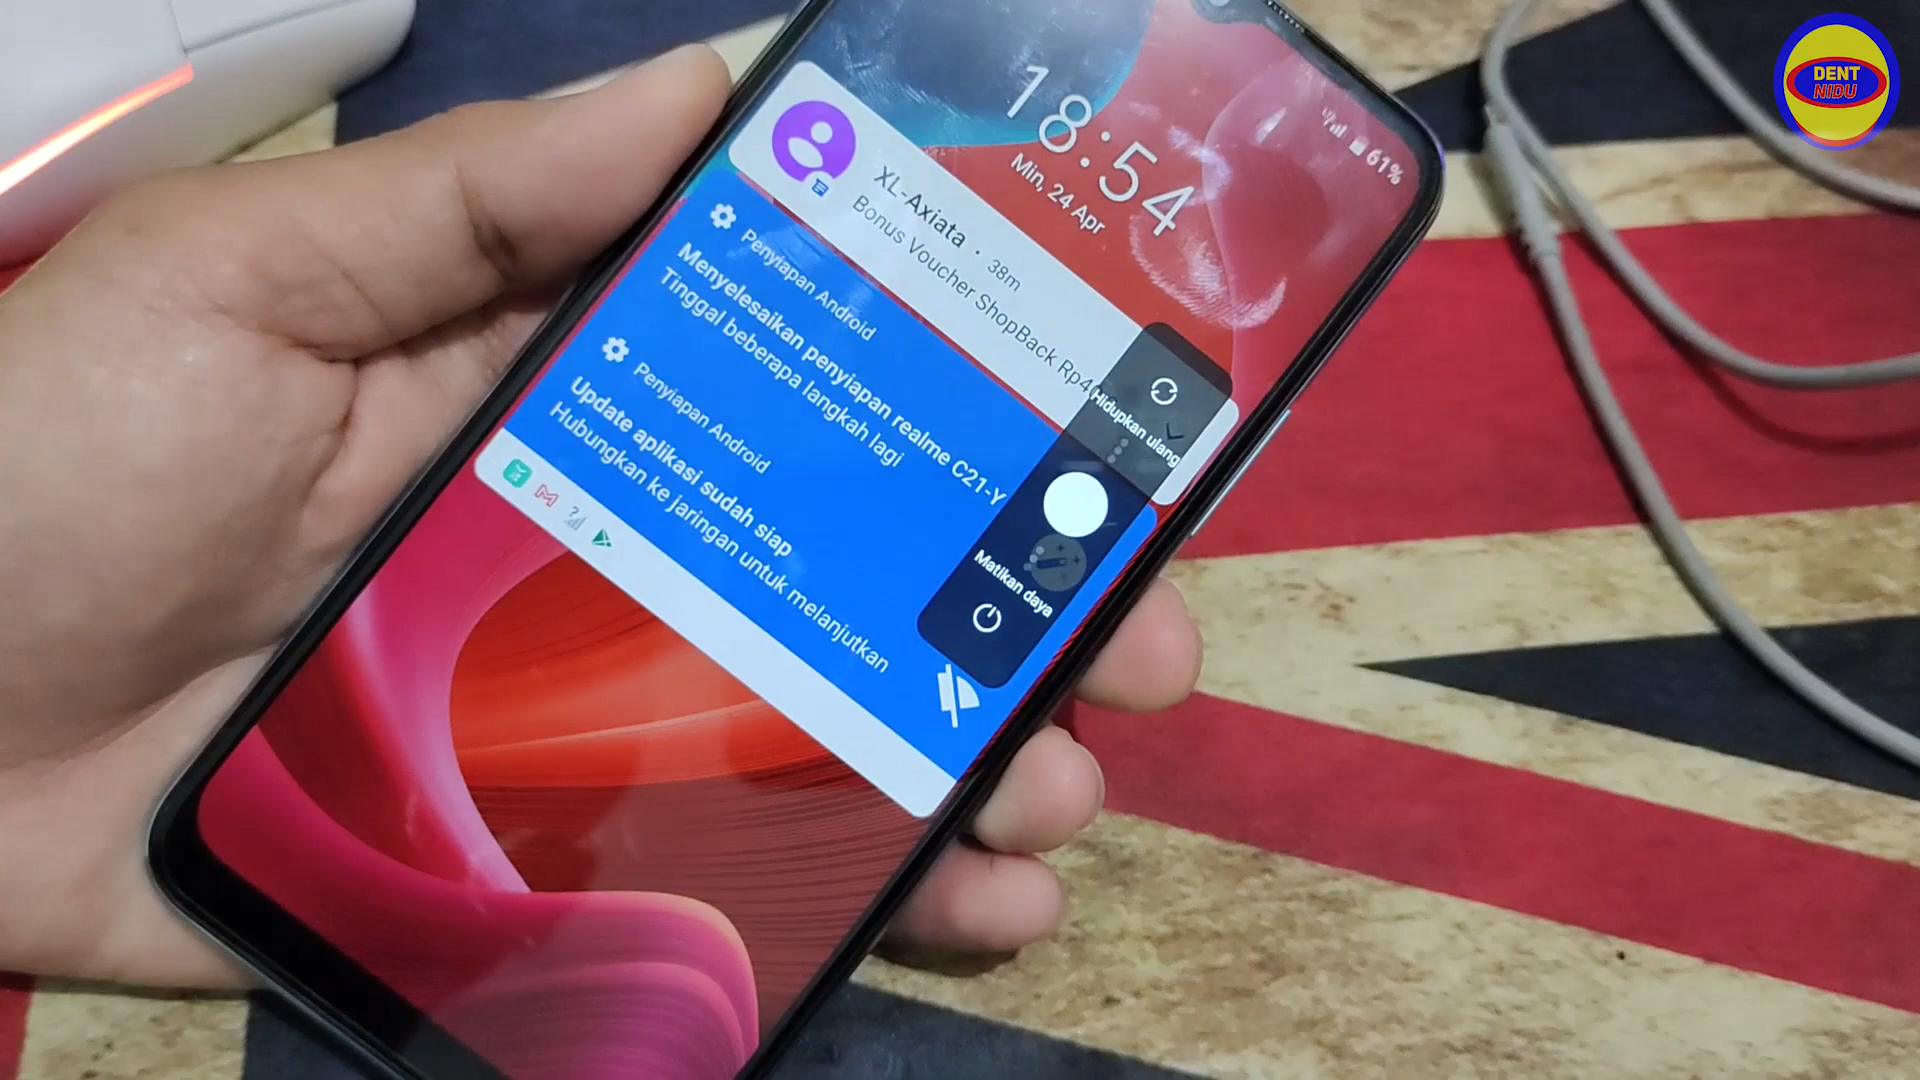 DENT
NIDU
61%
18:54
Min, 24 Apr
XL-Axiata · 38m
Bonus Voucher ShopBack Rp4
Penyiapan Android
Menyelesaikan penyiapan realme C21-Y
Tinggal beberapa langkah lagi
Penyiapan Android
Update aplikasi sudah siap
Hubungkan ke jaringan untuk melanjutkan
Hidupkan ulang
Matikan daya